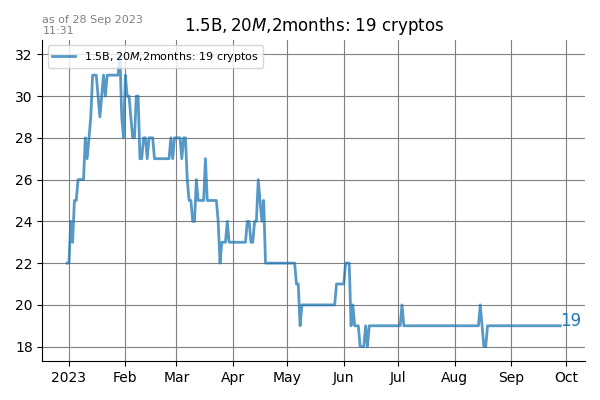 as of 28 Sep 2023
11:31
1.5B, 20M, 2months: 19 cryptos
1.5B, 20M, 2months: 19 cryptos
32
30
28
26
24
22
20
18
19
2023 Feb Mar Apr May Jun Jul Aug Sep Oct